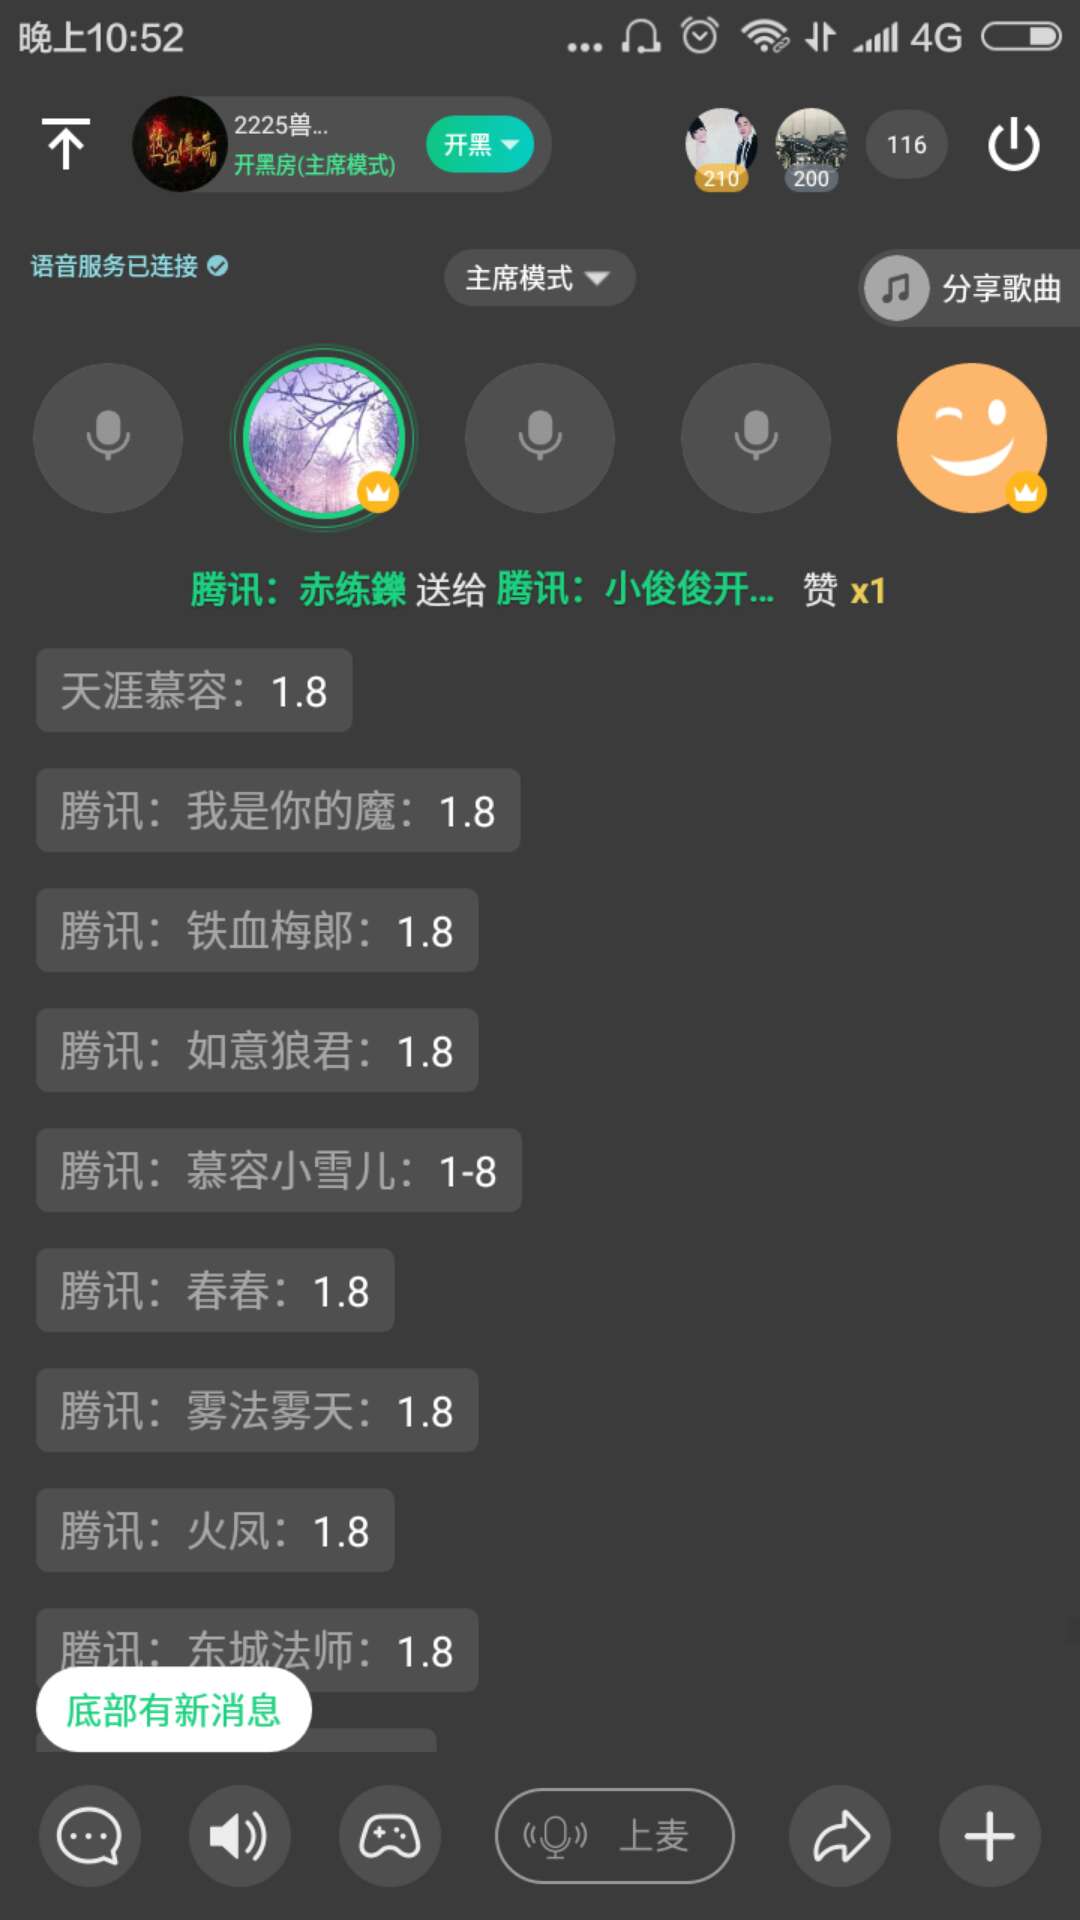 晚上10:52
4G
热血传奇
2225兽...
开黑房(主席模式)
开黑
210
200
116
语音服务已连接
主席模式
分享歌曲
腾讯：赤练鑠 送给 腾讯：小俊俊开... 赞 x1
天涯慕容：1.8
腾讯：我是你的魔：1.8
腾讯：铁血梅郞：1.8
腾讯：如意狼君：1.8
腾讯：慕容小雪儿：1-8
腾讯：春春：1.8
腾讯：雾法雾天：1.8
腾讯：火凤：1.8
腾讯：东城法师：1.8
底部有新消息
上麦